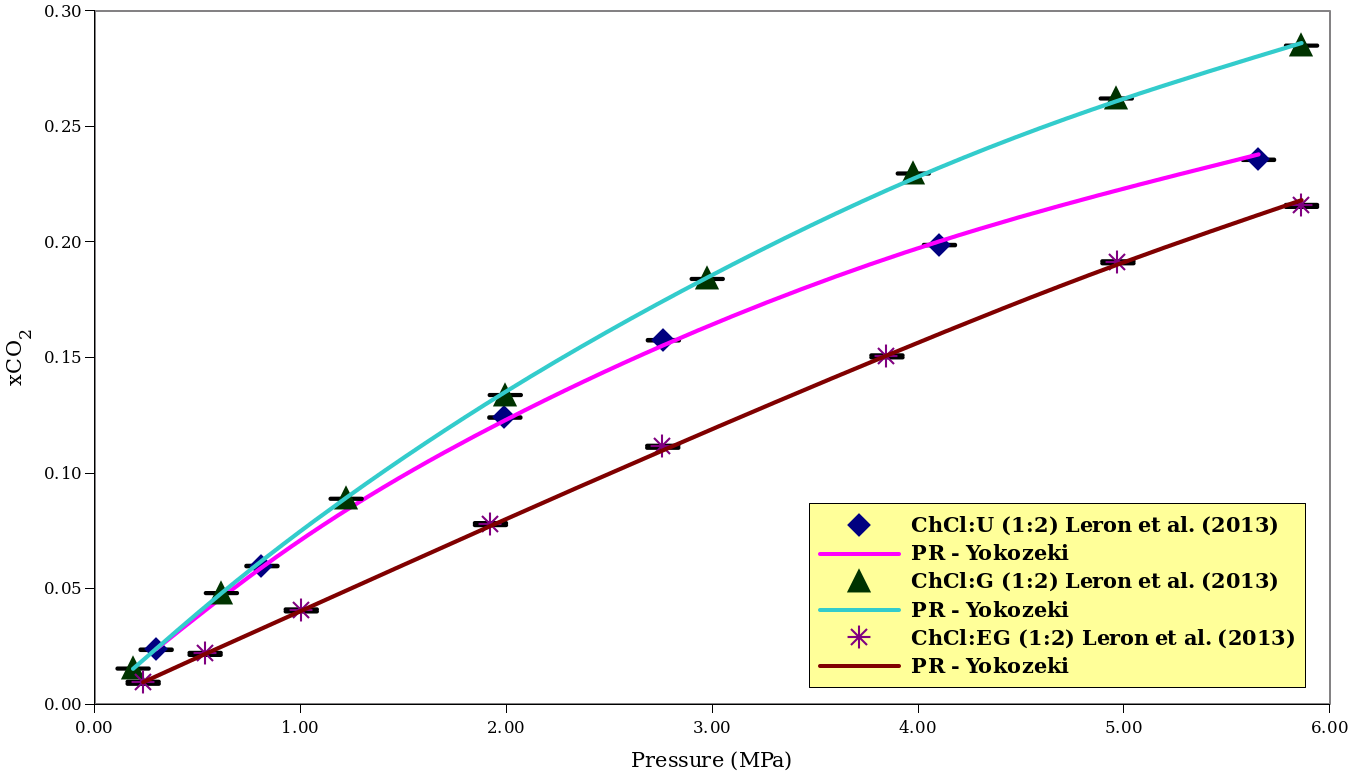 0.30
0.25
0.20
0.15
0.10
0.05
0.00
xCO2
0.00 1.00 2.00 3.00 4.00 5.00 6.00
Pressure (MPa)
ChCl:U (1:2) Leron et al. (2013)
PR - Yokozeki
ChCl:G (1:2) Leron et al. (2013)
PR - Yokozeki
ChCl:EG (1:2) Leron et al. (2013)
PR - Yokozeki